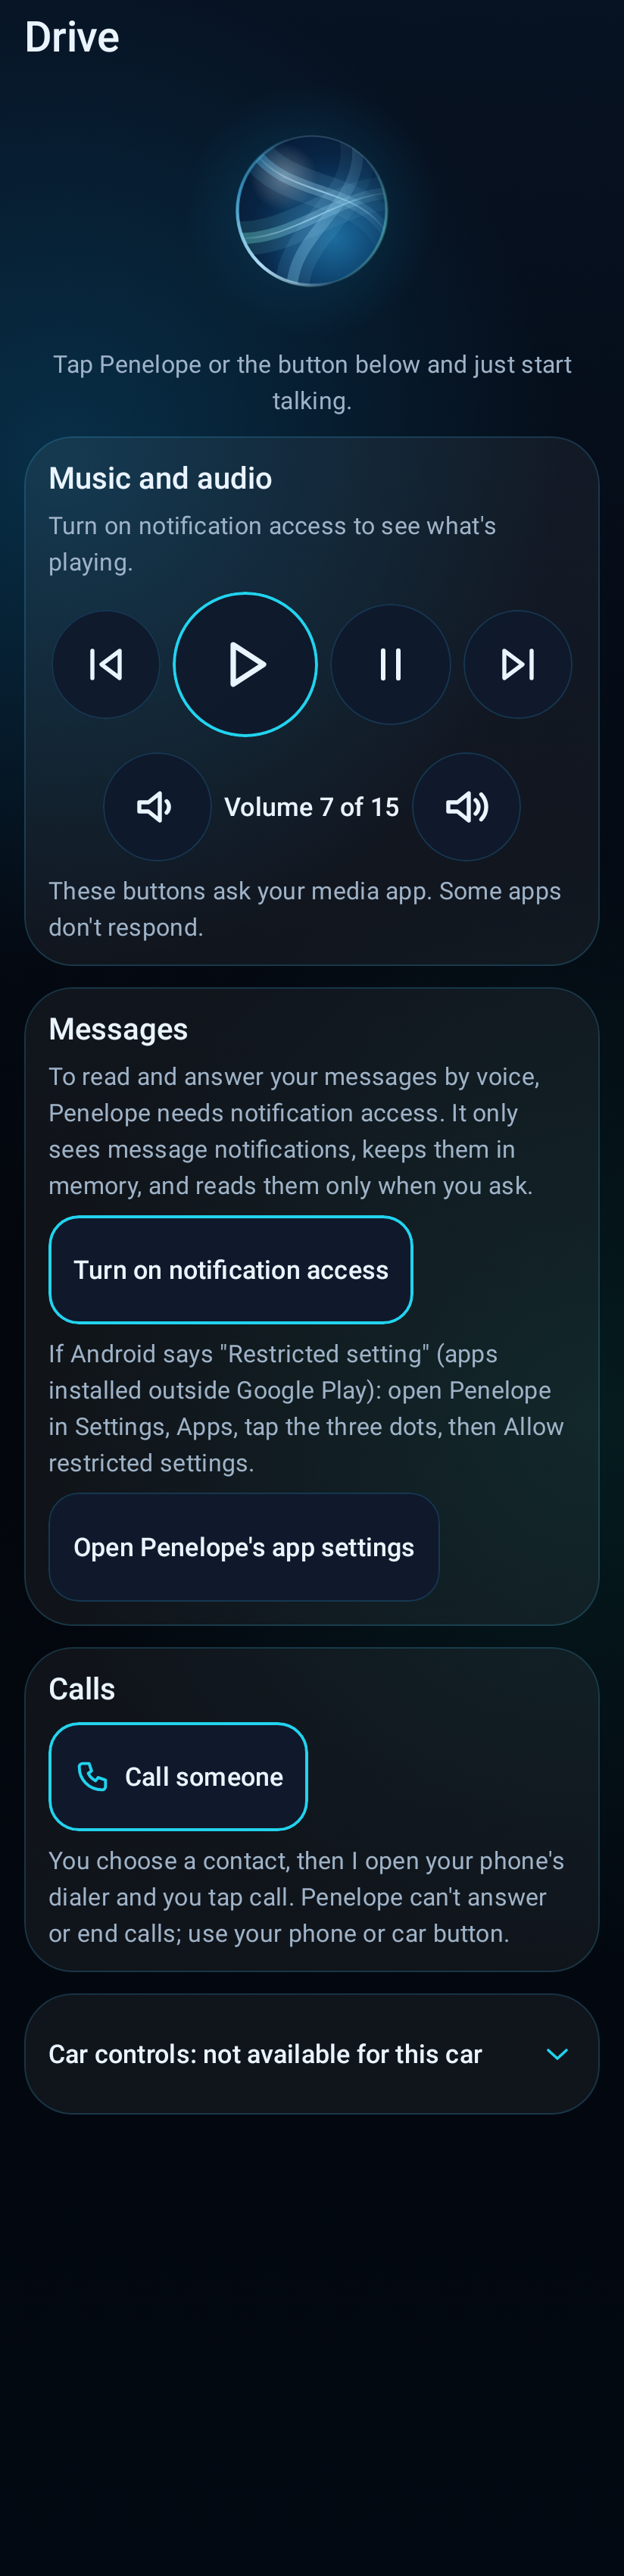 Drive
Tap Penelope or the button below and just start
talking.
Music and audio
Turn on notification access to see what's
playing.
Volume 7 of 15
These buttons ask your media app. Some apps
don't respond.
Messages
To read and answer your messages by voice,
Penelope needs notification access. It only
sees message notifications, keeps them in
memory, and reads them only when you ask.
Turn on notification access
If Android says "Restricted setting" (apps
installed outside Google Play): open Penelope
in Settings, Apps, tap the three dots, then Allow
restricted settings.
Open Penelope's app settings
Calls
Call someone
You choose a contact, then I open your phone's
dialer and you tap call. Penelope can't answer
or end calls; use your phone or car button.
Car controls: not available for this car